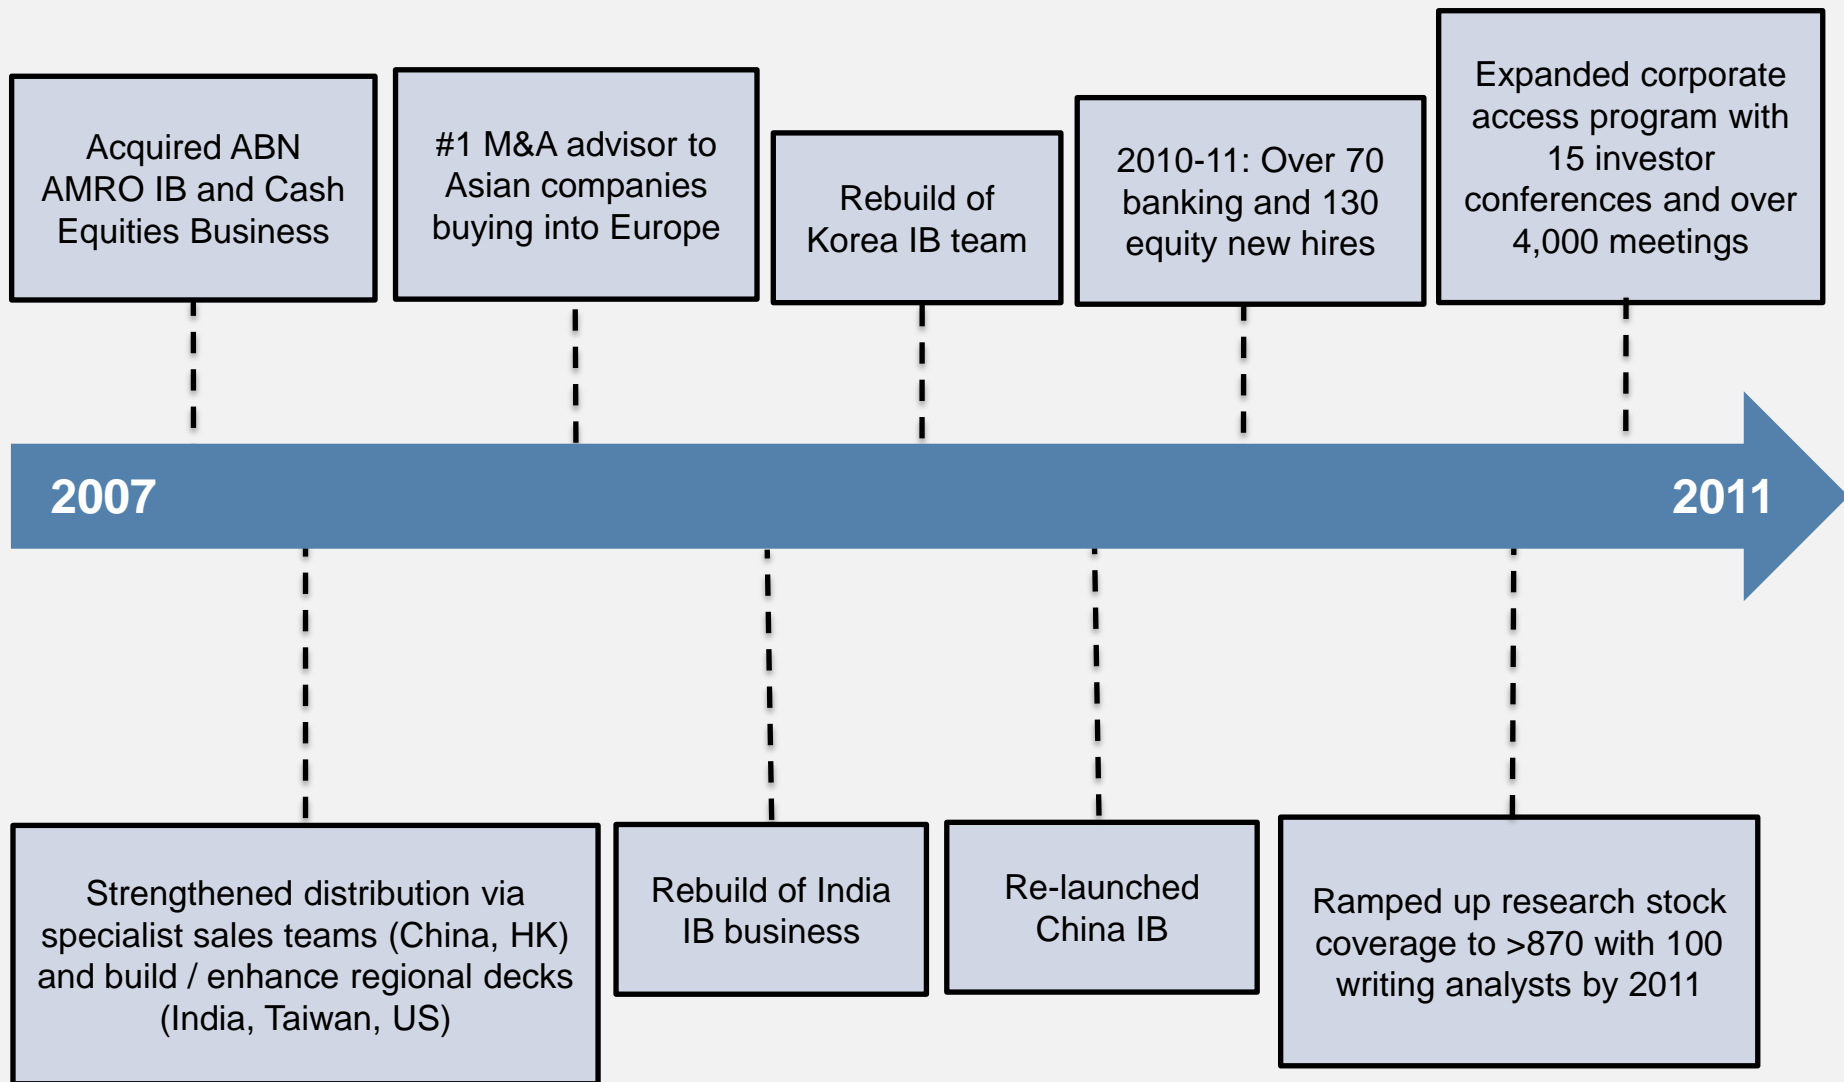 Acquired ABN
AMRO IB and Cash
Equities Business
#1 M&A advisor to
Asian companies
buying into Europe
Rebuild of
Korea IB team
2010-11: Over 70
banking and 130
equity new hires
Expanded corporate
access program with
15 investor
conferences and over
4,000 meetings
2007
2011
Strengthened distribution via
specialist sales teams (China, HK)
and build / enhance regional decks
(India, Taiwan, US)
Rebuild of India
IB business
Re-launched
China IB
Ramped up research stock
coverage to >870 with 100
writing analysts by 2011